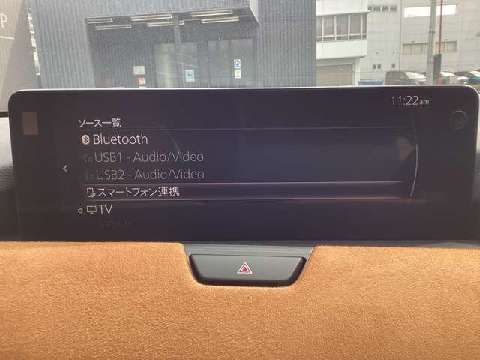 11:22
ソース一覧
Bluetooth
USB1 - Audio/Video
USB2 - Audio/Video
スマートフォン連携
TV